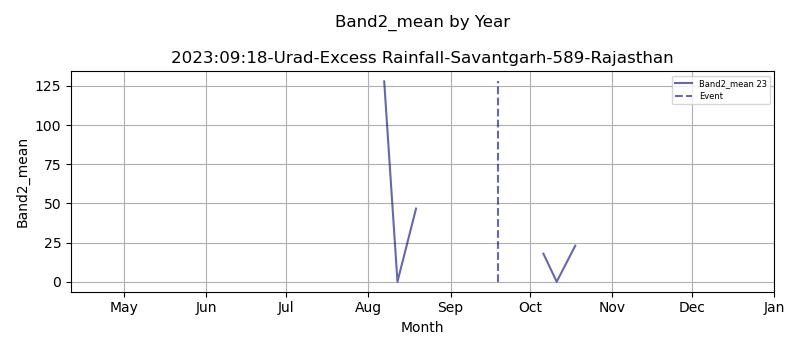 Band2_mean by Year
2023:09:18-Urad-Excess Rainfall-Savantgarh-589-Rajasthan
Band2_mean 23
Event
125
100
75
50
25
0
Band2_mean
May Jun Jul Aug Sep Oct Nov Dec Jan
Month